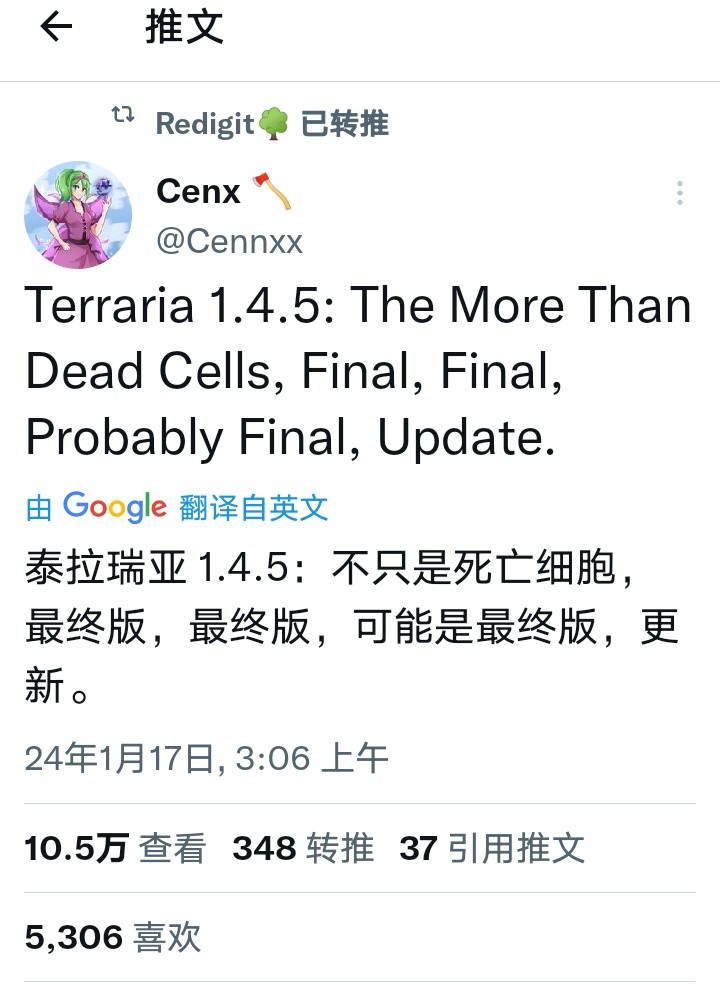 推文
Redigit🌳 已转推
Cenx 🪓
@Cennxx
Terraria 1.4.5: The More Than
Dead Cells, Final, Final,
Probably Final, Update.
由 Google 翻译自英文
泰拉瑞亚 1.4.5：不只是死亡细胞，
最终版，最终版，可能是最终版，更
新。
24年1月17日, 3:06 上午
10.5万 查看 348 转推 37 引用推文
5,306 喜欢